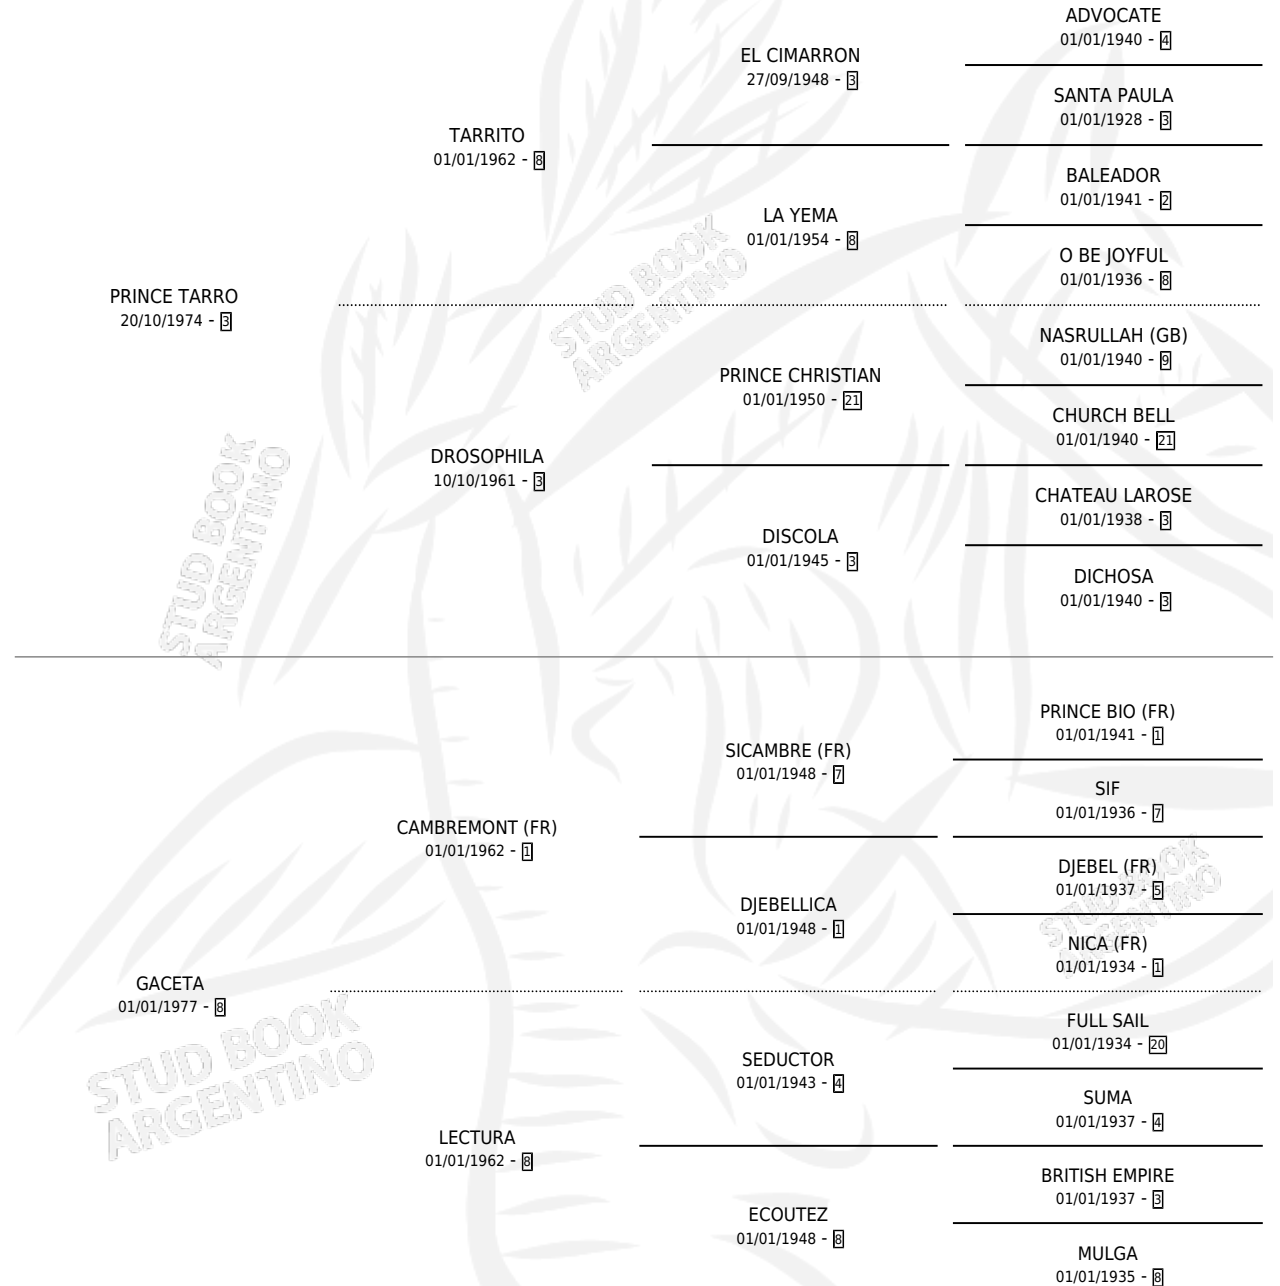 ADVOCATE
01/01/1940 - 4
EL CIMARRON
27/09/1948 - 3
SANTA PAULA
01/01/1928 - 3
TARRITO
01/01/1962 - 8
BALEADOR
01/01/1941 - 2
LA YEMA
01/01/1954 - 8
O BE JOYFUL
01/01/1936 - 8
PRINCE TARRO
20/10/1974 - 3
STUD BOOK
ARGENTINO
NASRULLAH (GB)
01/01/1940 - 9
PRINCE CHRISTIAN
01/01/1950 - 21
CHURCH BELL
01/01/1940 - 21
DROSOPHILA
10/10/1961 - 3
CHATEAU LAROSE
01/01/1938 - 3
DISCOLA
01/01/1945 - 3
DICHOSA
01/01/1940 - 3
STUD BOOK
ARGENTINO
PRINCE BIO (FR)
01/01/1941 - 1
SICAMBRE (FR)
01/01/1948 - 7
SIF
01/01/1936 - 7
CAMBREMONT (FR)
01/01/1962 - 1
DJEBEL (FR)
01/01/1937 - 5
DJEBELLICA
01/01/1948 - 1
STUD BOOK
ARGENTINO
NICA (FR)
01/01/1934 - 1
GACETA
01/01/1977 - 8
FULL SAIL
01/01/1934 - 20
SEDUCTOR
01/01/1943 - 4
STUD BOOK
ARGENTINO
SUMA
01/01/1937 - 4
LECTURA
01/01/1962 - 8
BRITISH EMPIRE
01/01/1937 - 3
ECOUTEZ
01/01/1948 - 8
MULGA
01/01/1935 - 8